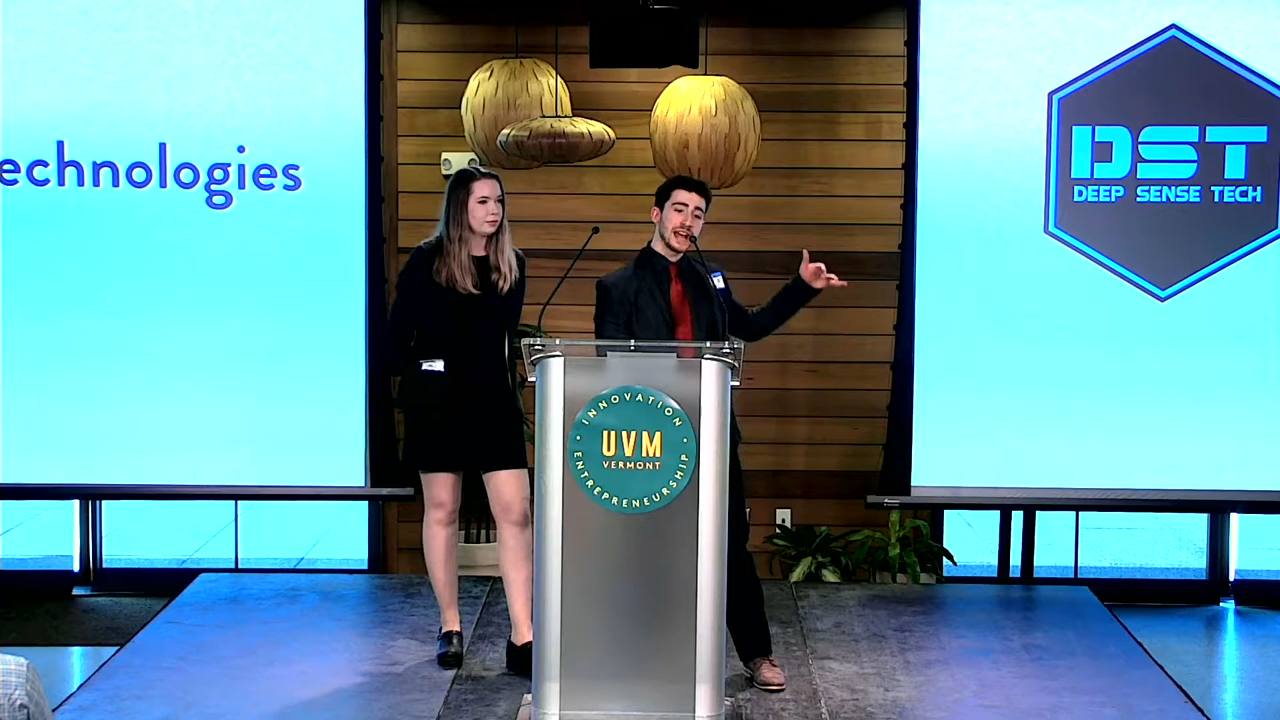 echnologies
DST
DEEP SENSE TECH
INNOVATION
UVM
VERMONT
ENTREPRENEURSHIP